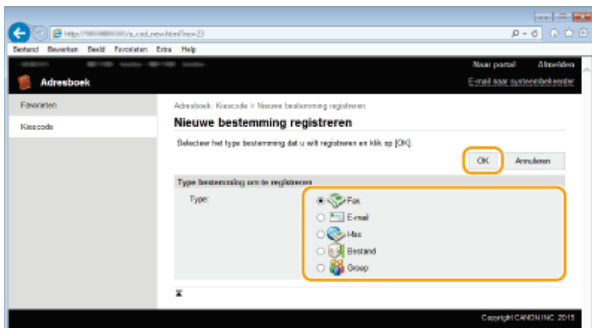 Bestand Bewerken Beeld Favorieten Extra Help
Naar portal Afmelden
Adresboek
E-mail naar systeembeheerder
Favorieten
Kiescode
Adresboek: Kiescode > Nieuwe bestemming registreren
Nieuwe bestemming registreren
Selecteer het type bestemming dat u wilt registreren en klik op [OK].
OK Annuleren
Type bestemming om te registreren
Type:
Fax
E-mail
I-fax
Bestand
Groep
Copyright CANON INC. 2015